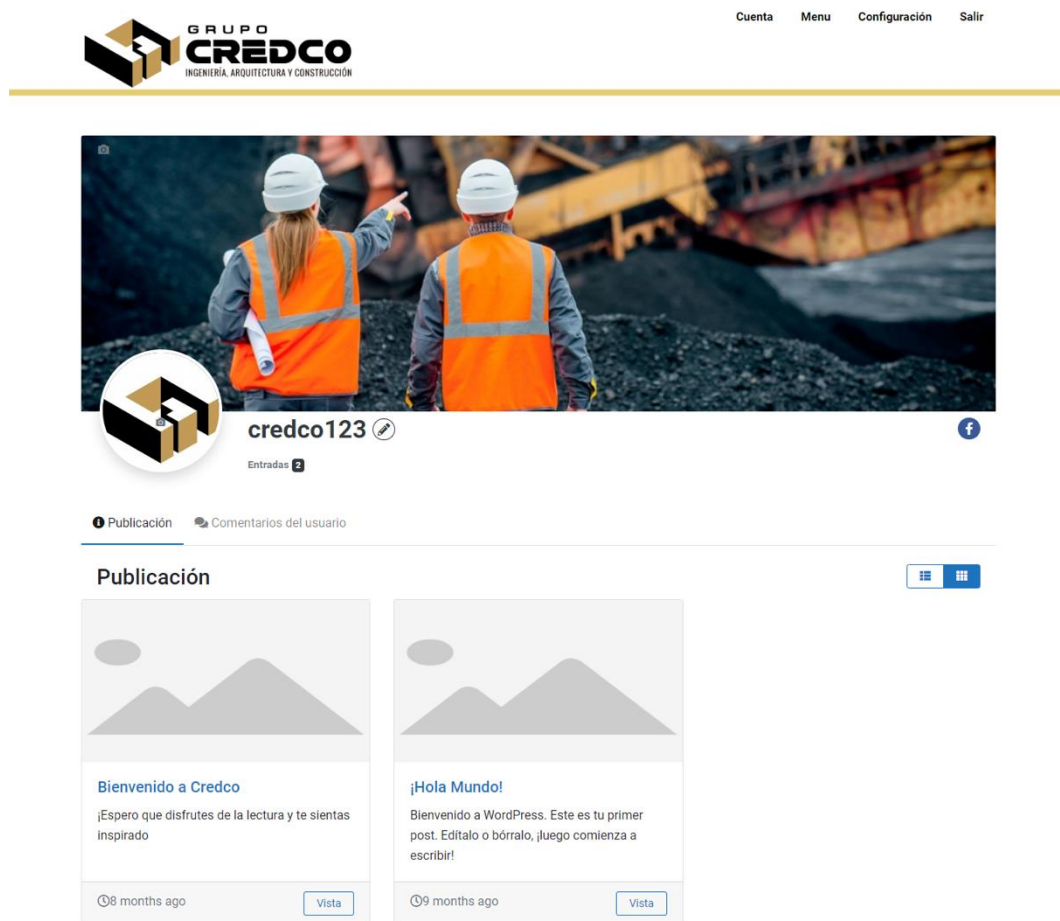 GRUPO
CREDCO
INGENIERÍA, ARQUITECTURA Y CONSTRUCCIÓN
Cuenta Menu Configuración Salir
credco123
Entradas 2
Publicación Comentarios del usuario
Publicación
Bienvenido a Credco
¡Espero que disfrutes de la lectura y te sientas
inspirado
8 months ago Vista
¡Hola Mundo!
Bienvenido a WordPress. Este es tu primer
post. Edítalo o bórralo, ¡luego comienza a
escribir!
9 months ago Vista